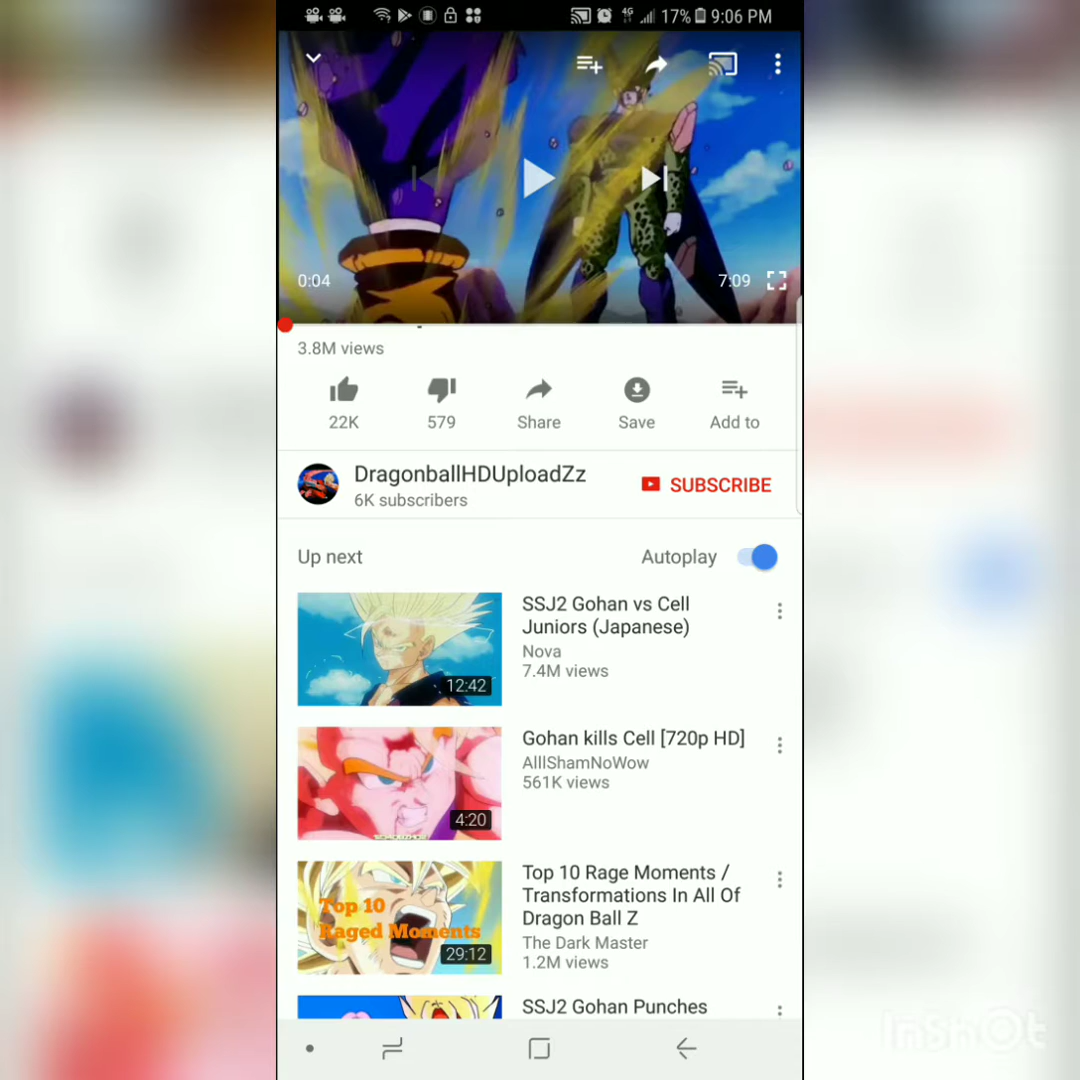 4G 17% 9:06 PM
0:04
7:09
3.8M views
22K
579
Share
Save
Add to
DragonballHDUploadZz
6K subscribers
SUBSCRIBE
Up next
Autoplay
12:42
SSJ2 Gohan vs Cell
Juniors (Japanese)
Nova
7.4M views
4:20
Gohan kills Cell [720p HD]
AlllShamNoWow
561K views
Top 10
Raged Moments
29:12
Top 10 Rage Moments /
Transformations In All Of
Dragon Ball Z
The Dark Master
1.2M views
SSJ2 Gohan Punches
InShOt